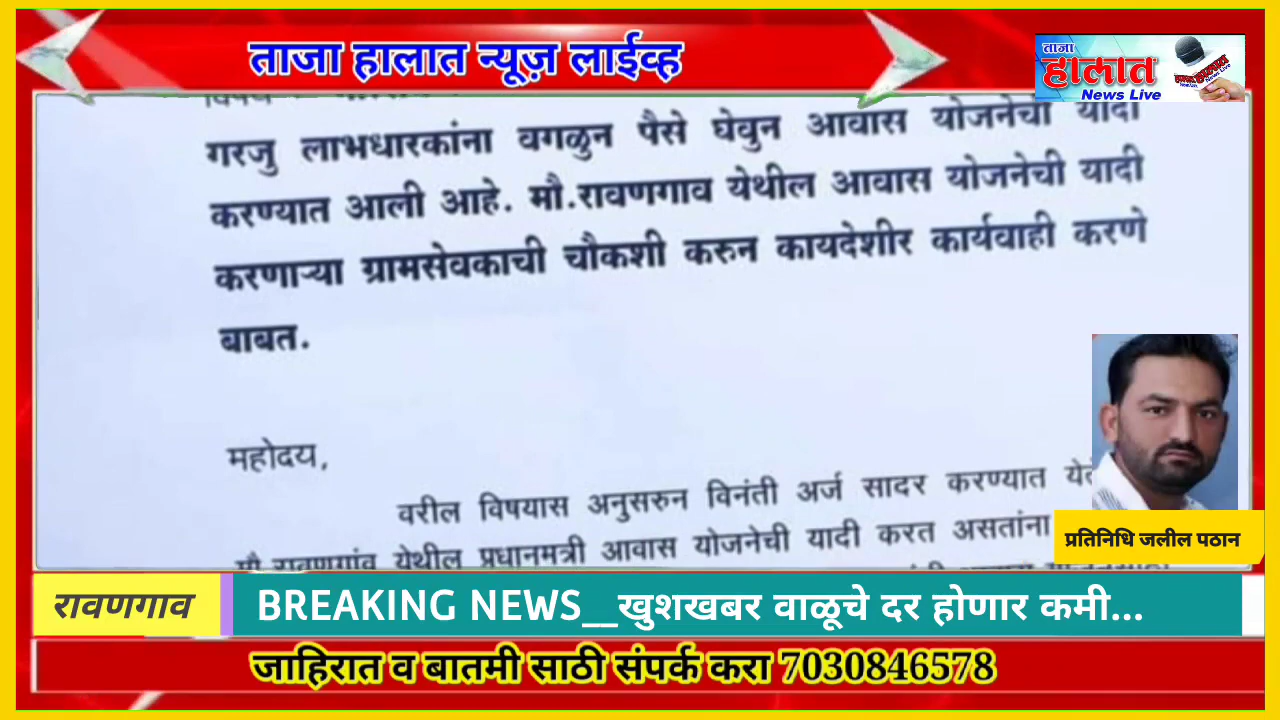 ताजा हालात न्यूज़ लाईव्ह
ताजा
हालात
News Live
गरजु लाभधारकांना वगळुन पैसे घेवुन आवास योजनेची यादी
करण्यात आली आहे. मौ.रावणगाव येथील आवास योजनेची यादी
करणाऱ्या ग्रामसेवकाची चौकशी करुन कायदेशीर कार्यवाही करणे
बाबत.
महोदय,
वरील विषयास अनुसरुन विनंती अर्ज सादर करण्यात
मौ.रावणगांव येथील प्रधानमत्री आवास योजनेची यादी करत असतांना
प्रतिनिधि जलील पठान
रावणगाव
BREAKING NEWS__खुशखबर वाळूचे दर होणार कमी...
जाहिरात व बातमी साठी संपर्क करा 7030846578